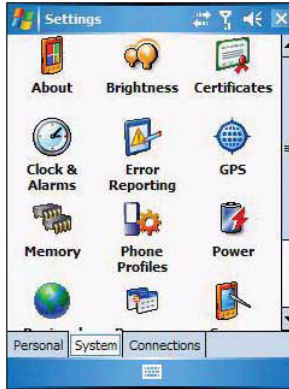 Settings
About Brightness Certificates
Clock & Error GPS
Alarms Reporting
Memory Phone Power
Profiles
Personal System Connections